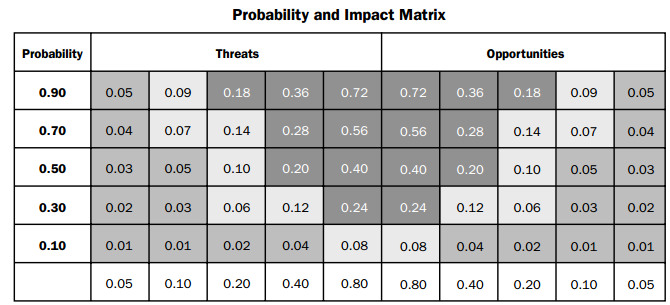 Probability and Impact Matrix
Probability Threats Opportunities
0.90 0.05 0.09 0.18 0.36 0.72 0.72 0.36 0.18 0.09 0.05
0.70 0.04 0.07 0.14 0.28 0.56 0.56 0.28 0.14 0.07 0.04
0.50 0.03 0.05 0.10 0.20 0.40 0.40 0.20 0.10 0.05 0.03
0.30 0.02 0.03 0.06 0.12 0.24 0.24 0.12 0.06 0.03 0.02
0.10 0.01 0.01 0.02 0.04 0.08 0.08 0.04 0.02 0.01 0.01
0.05 0.10 0.20 0.40 0.80 0.80 0.40 0.20 0.10 0.05